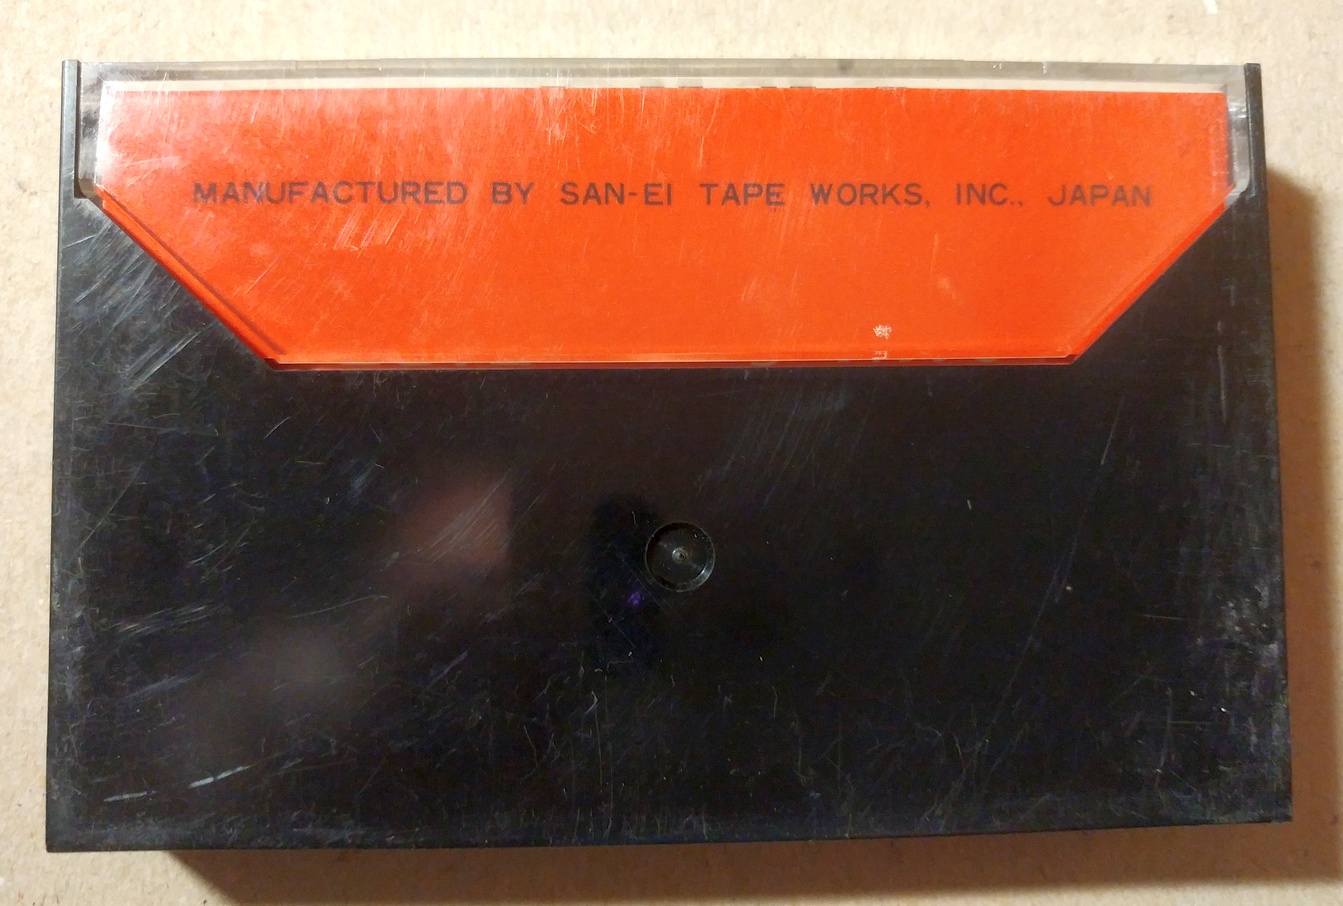 MANUFACTURED BY SAN-EI TAPE WORKS, INC., JAPAN